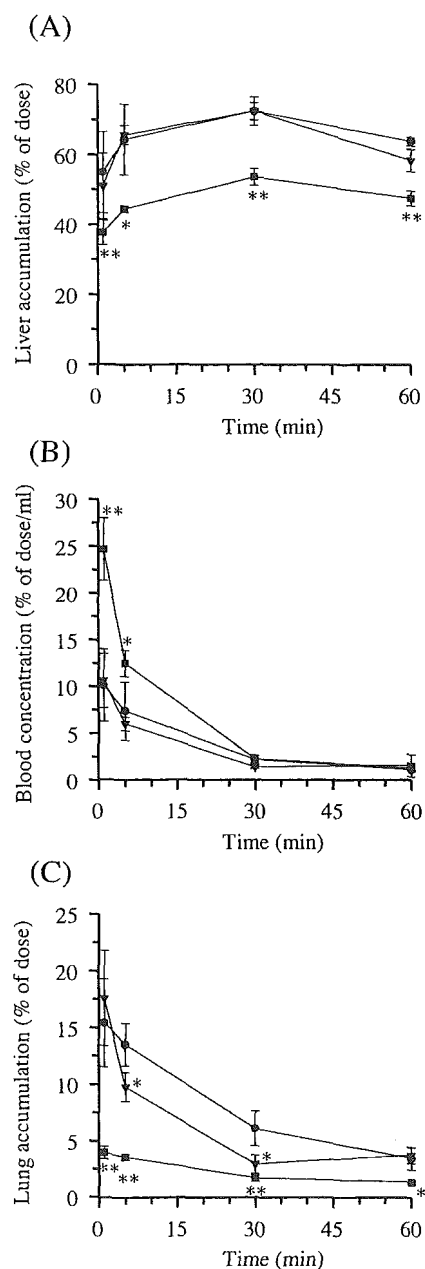 (A)
Liver accumulation (% of dose)
80
60
40
20
0
**
*
**
**
0 15 30 45 60
Time (min)
(B)
Blood concentration (% of dose/ml)
30
25
20
15
10
5
0
**
*
0 15 30 45 60
Time (min)
(C)
Lung accumulation (% of dose)
25
20
15
10
5
0
*
*
**
**
**
*
0 15 30 45 60
Time (min)